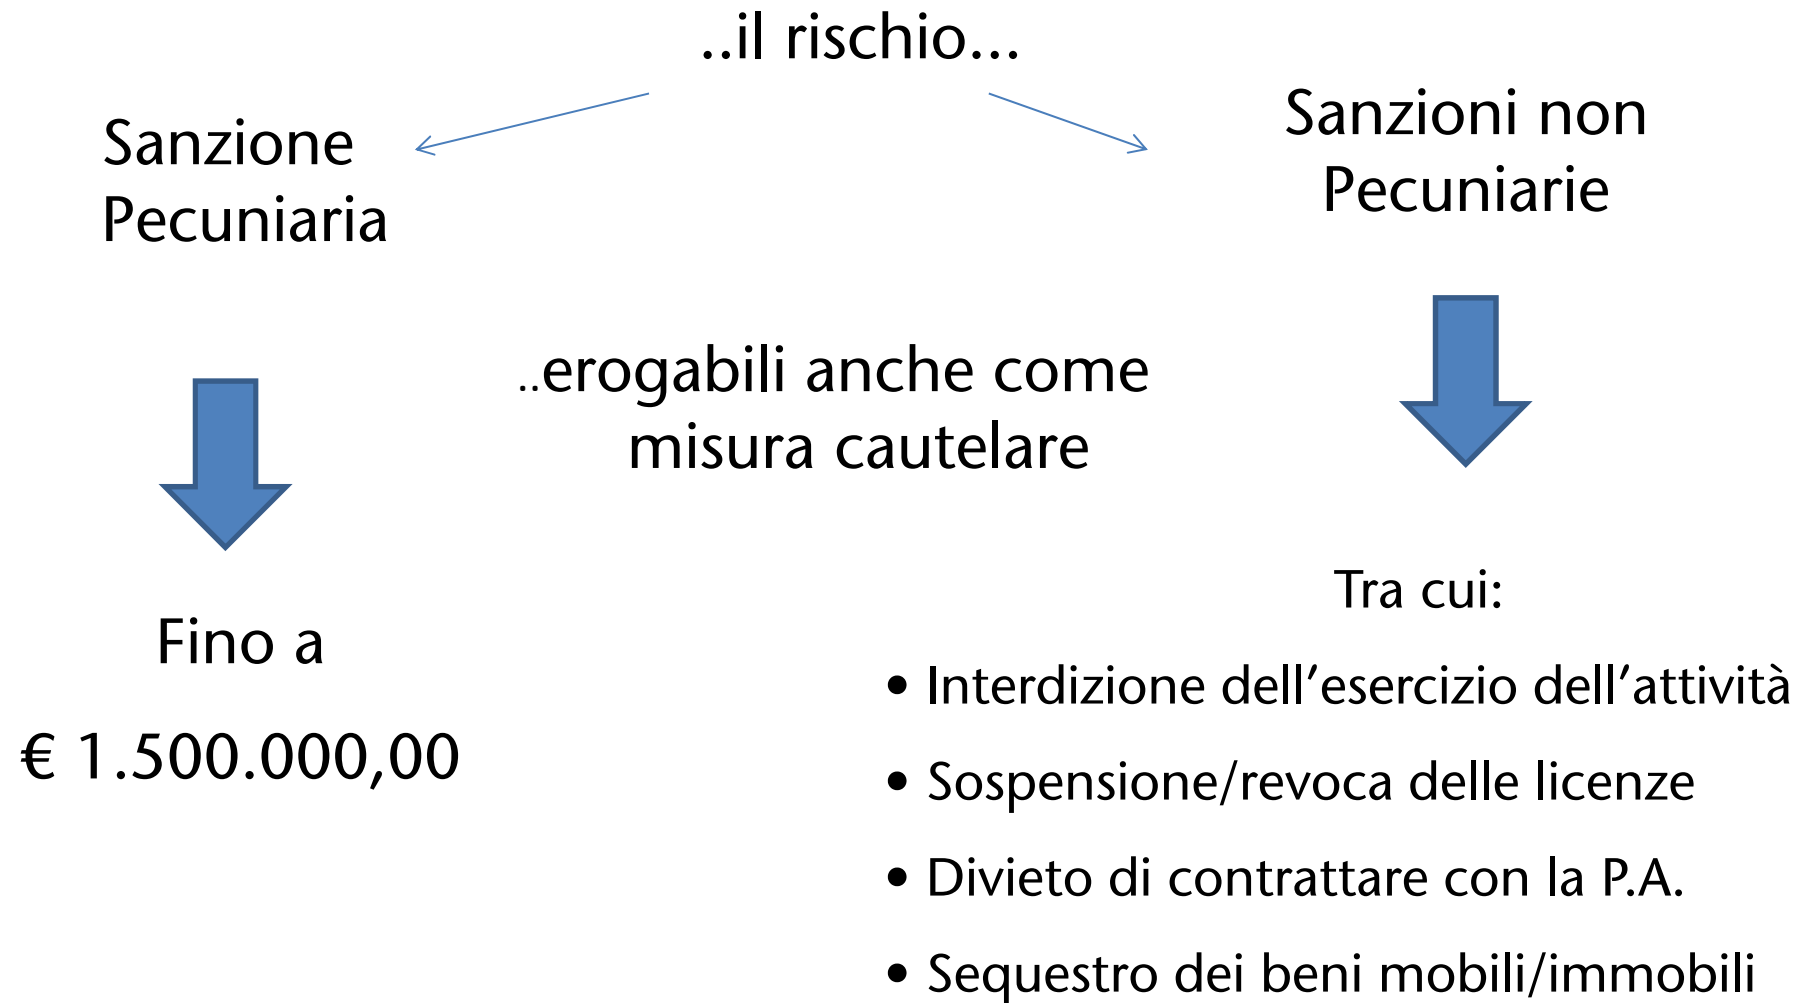 ..il rischio...
Sanzione
Pecuniaria
Sanzioni non
Pecuniarie
..erogabili anche come
misura cautelare
Fino a
€ 1.500.000,00
Tra cui:
• Interdizione dell’esercizio dell’attività
• Sospensione/revoca delle licenze
• Divieto di contrattare con la P.A.
• Sequestro dei beni mobili/immobili